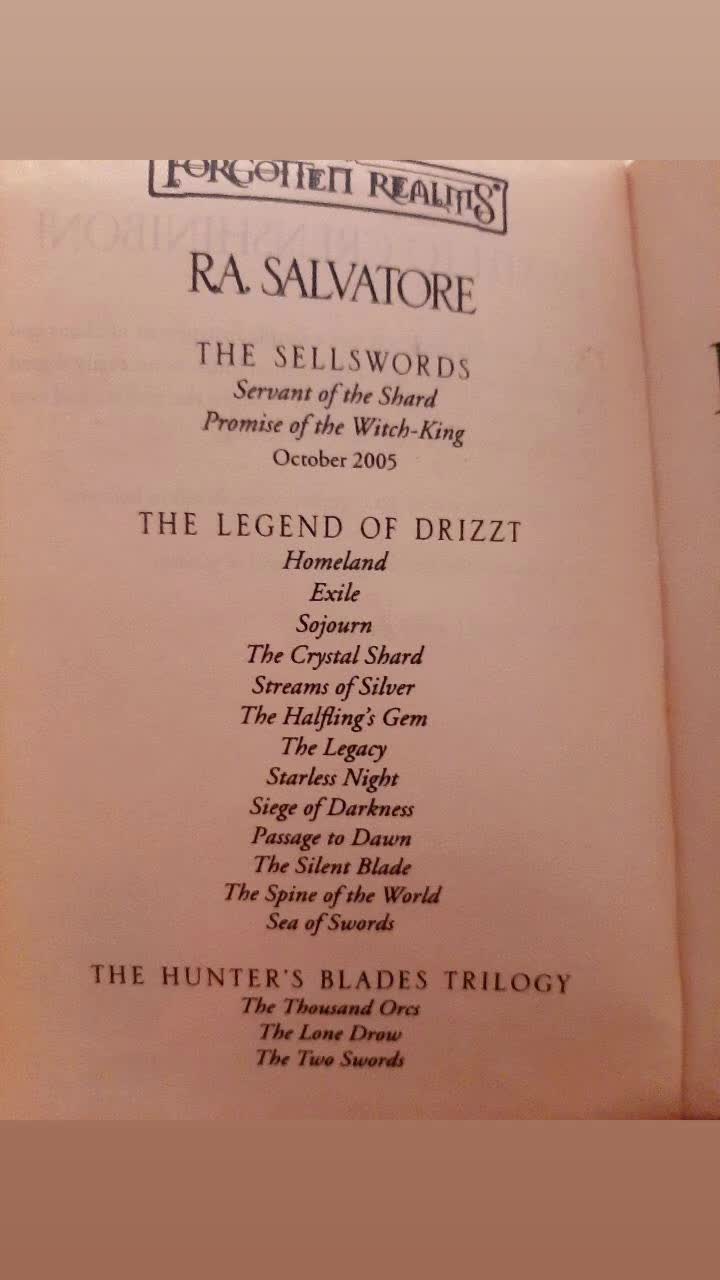 FORGOTTEN REALMS®
R.A. SALVATORE
THE SELLSWORDS
Servant of the Shard
Promise of the Witch-King
October 2005
THE LEGEND OF DRIZZT
Homeland
Exile
Sojourn
The Crystal Shard
Streams of Silver
The Halfling's Gem
The Legacy
Starless Night
Siege of Darkness
Passage to Dawn
The Silent Blade
The Spine of the World
Sea of Swords
THE HUNTER'S BLADES TRILOGY
The Thousand Orcs
The Lone Drow
The Two Swords